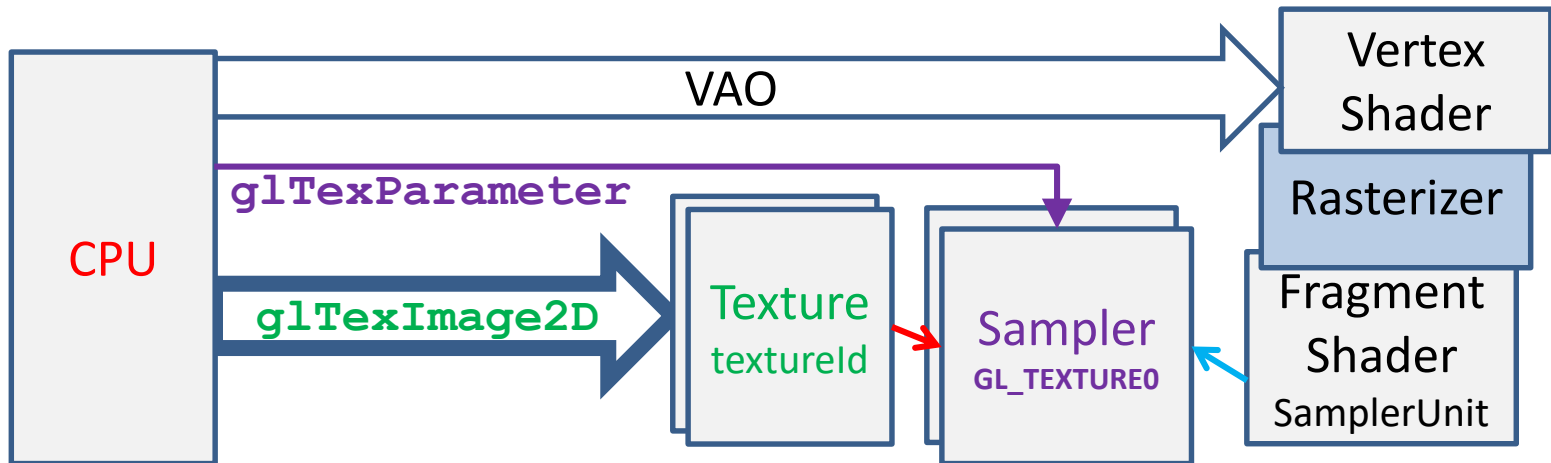 VAO
Vertex
Shader
glTexParameter
Rasterizer
CPU
glTexImage2D
Texture
textureId
Sampler
GL_TEXTURE0
Fragment
Shader
SamplerUnit